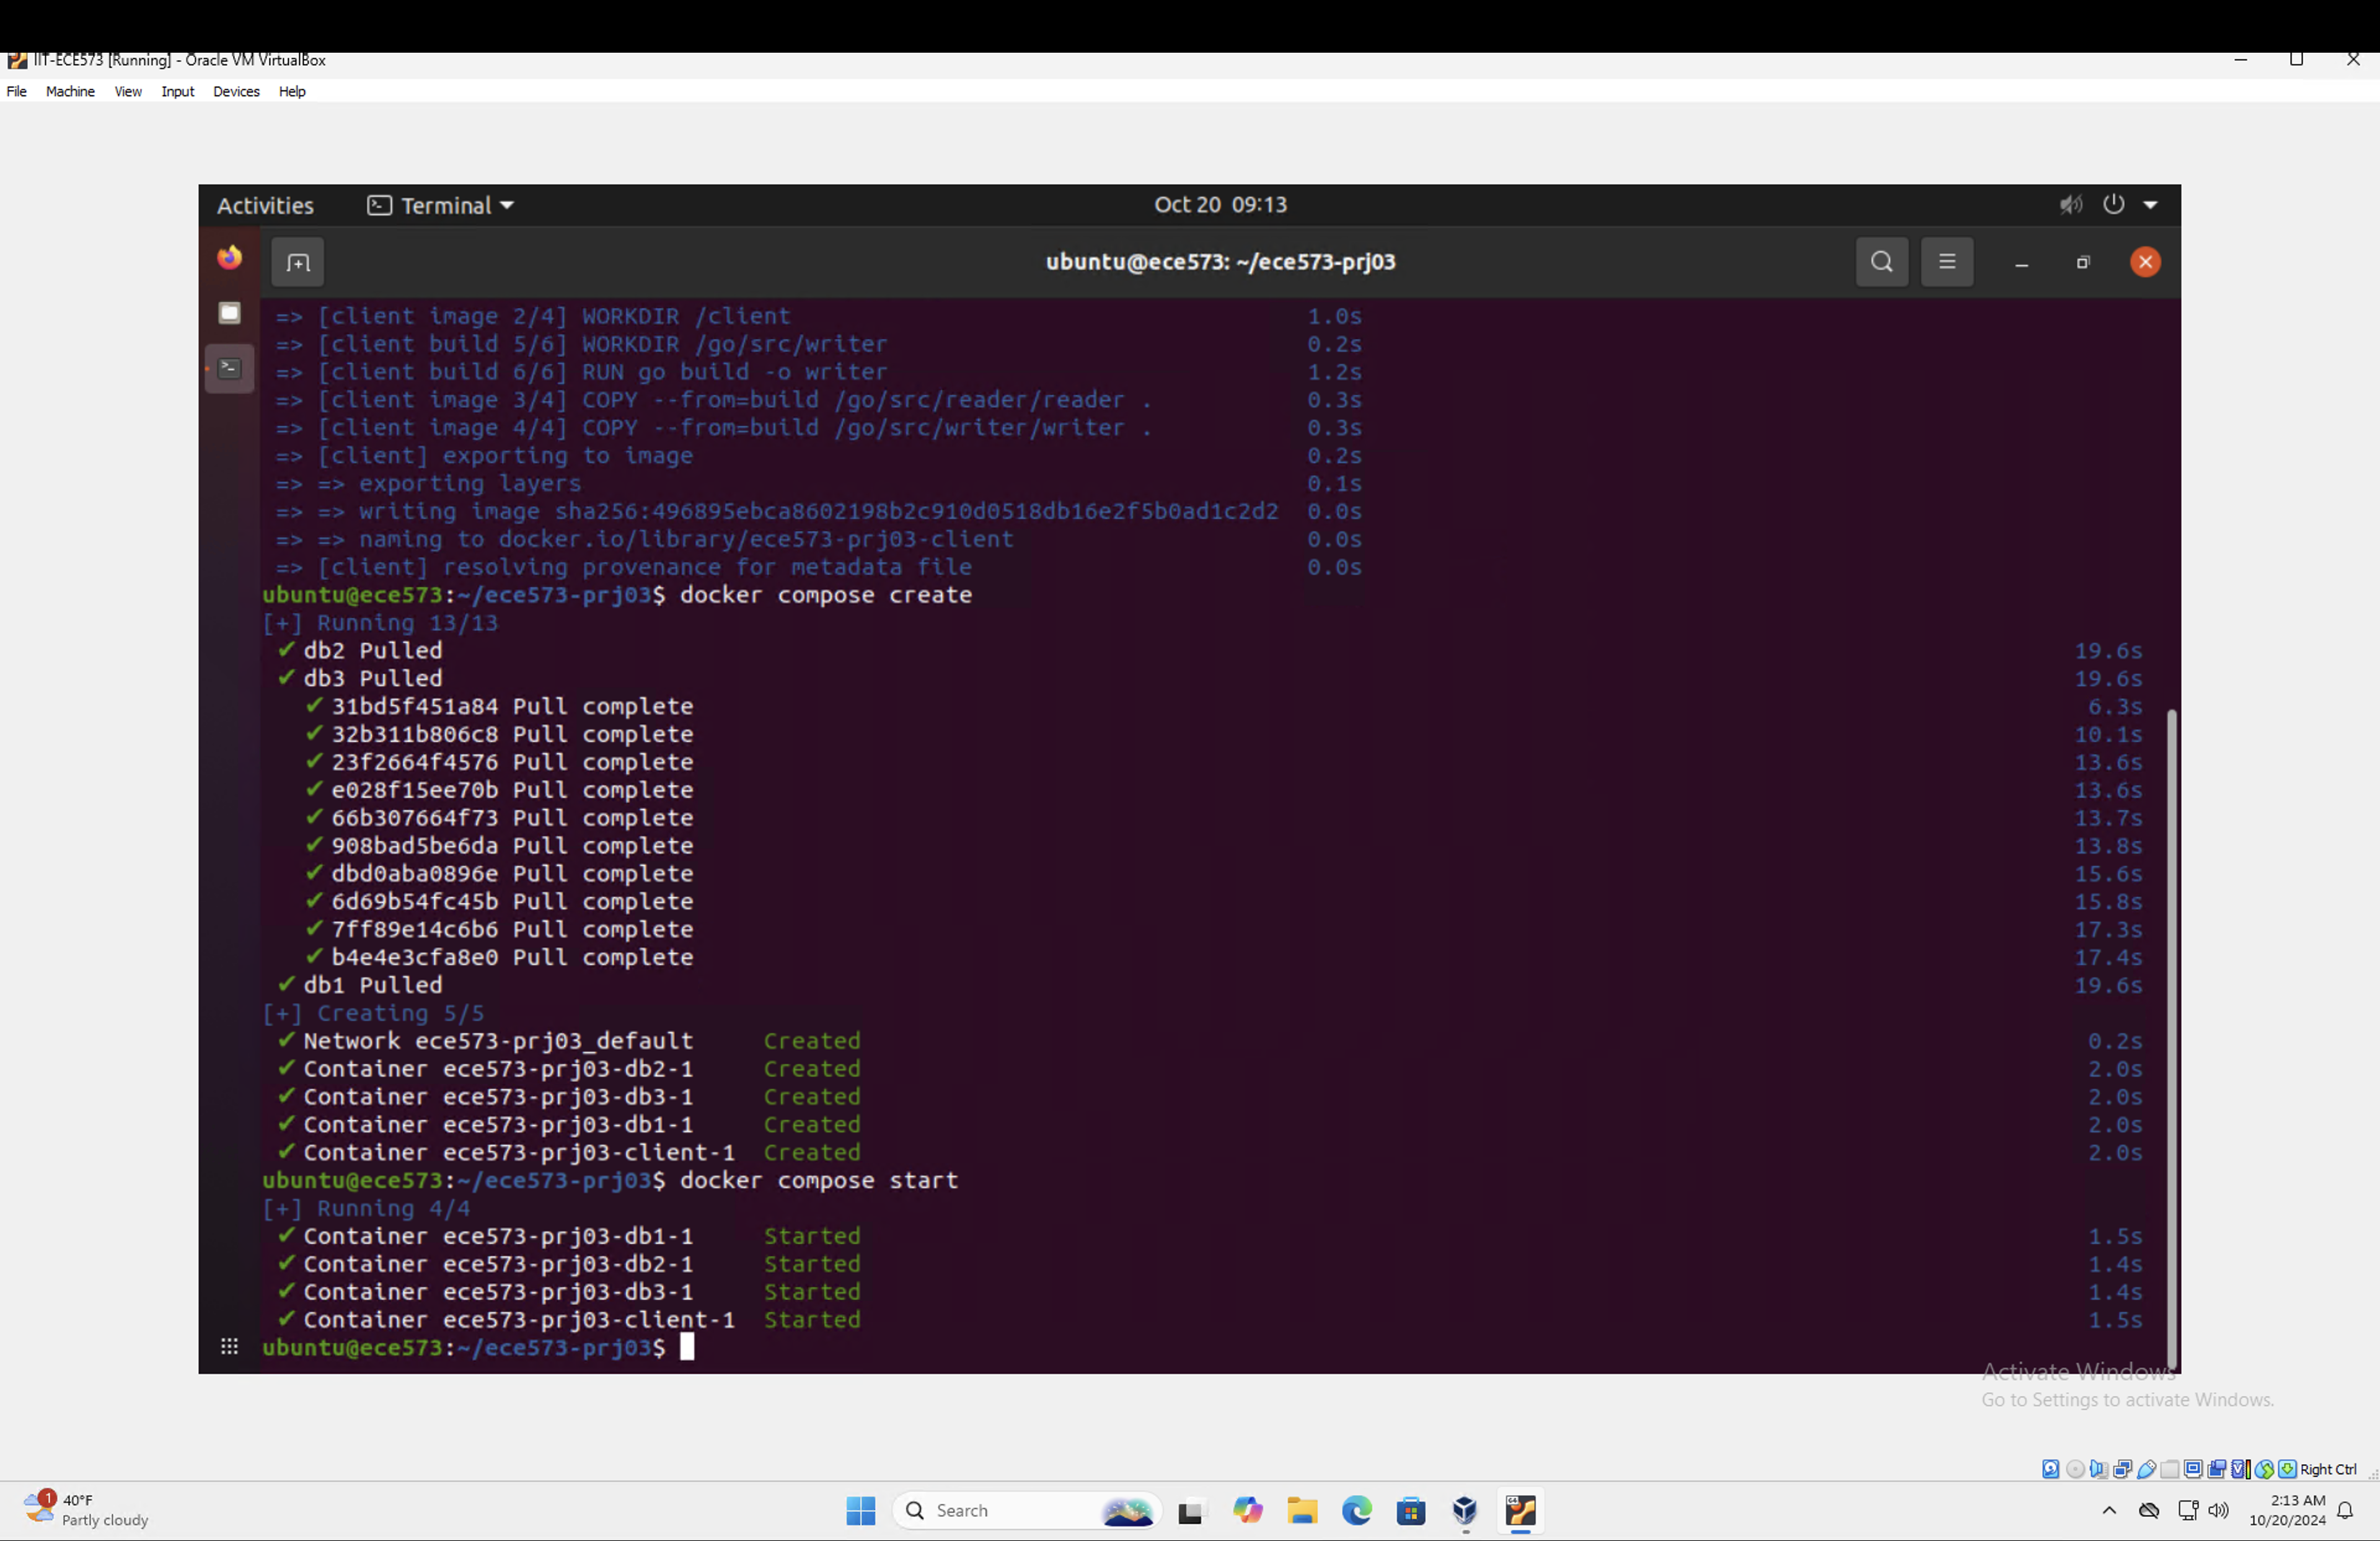 IIT-ECE573 [Running] - Oracle VM VirtualBox
File Machine View Input Devices Help
Activities Terminal Oct 20 09:13
ubuntu@ece573: ~/ece573-prj03
=> [client image 2/4] WORKDIR /client 1.0s
=> [client build 5/6] WORKDIR /go/src/writer 0.2s
=> [client build 6/6] RUN go build -o writer 1.2s
=> [client image 3/4] COPY --from=build /go/src/reader/reader . 0.3s
=> [client image 4/4] COPY --from=build /go/src/writer/writer . 0.3s
=> [client] exporting to image 0.2s
=> => exporting layers 0.1s
=> => writing image sha256:496895ebca8602198b2c910d0518db16e2f5b0ad1c2d2 0.0s
=> => naming to docker.io/library/ece573-prj03-client 0.0s
=> [client] resolving provenance for metadata file 0.0s
ubuntu@ece573:~/ece573-prj03$ docker compose create
[+] Running 13/13
✔ db2 Pulled 19.6s
✔ db3 Pulled 19.6s
✔ 31bd5f451a84 Pull complete 6.3s
✔ 32b311b806c8 Pull complete 10.1s
✔ 23f2664f4576 Pull complete 13.6s
✔ e028f15ee70b Pull complete 13.6s
✔ 66b307664f73 Pull complete 13.7s
✔ 908bad5be6da Pull complete 13.8s
✔ dbd0aba0896e Pull complete 15.6s
✔ 6d69b54fc45b Pull complete 15.8s
✔ 7ff89e14c6b6 Pull complete 17.3s
✔ b4e4e3cfa8e0 Pull complete 17.4s
✔ db1 Pulled 19.6s
[+] Creating 5/5
✔ Network ece573-prj03_default Created 0.2s
✔ Container ece573-prj03-db2-1 Created 2.0s
✔ Container ece573-prj03-db3-1 Created 2.0s
✔ Container ece573-prj03-db1-1 Created 2.0s
✔ Container ece573-prj03-client-1 Created 2.0s
ubuntu@ece573:~/ece573-prj03$ docker compose start
[+] Running 4/4
✔ Container ece573-prj03-db1-1 Started 1.5s
✔ Container ece573-prj03-db2-1 Started 1.4s
✔ Container ece573-prj03-db3-1 Started 1.4s
✔ Container ece573-prj03-client-1 Started 1.5s
ubuntu@ece573:~/ece573-prj03$
Activate Windows
Go to Settings to activate Windows.
Right Ctrl
1 40°F
Partly cloudy
Search
2:13 AM
10/20/2024